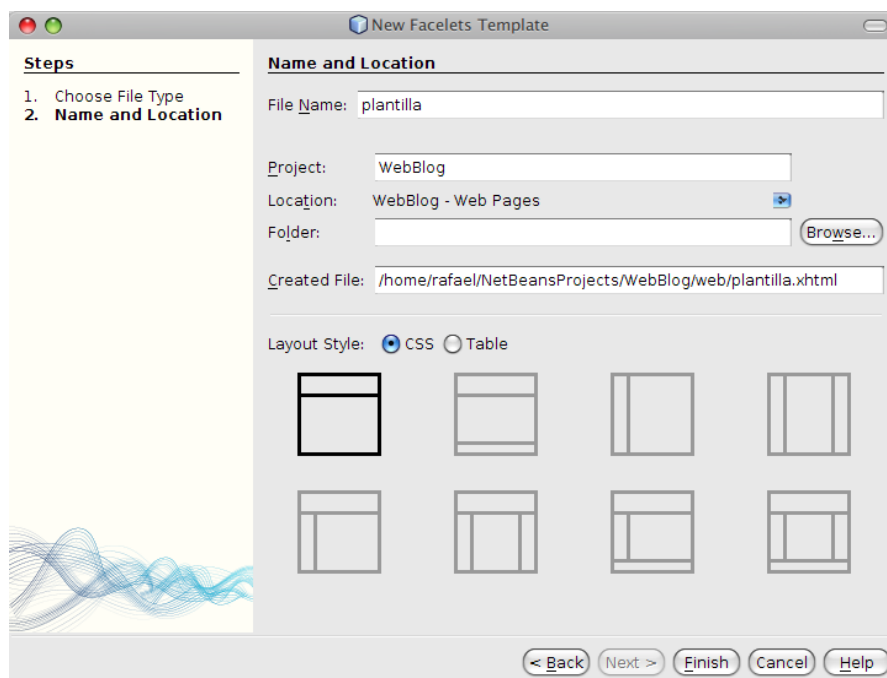 New Facelets Template
Steps
1. Choose File Type
2. Name and Location
Name and Location
File Name: plantilla
Project: WebBlog
Location: WebBlog - Web Pages
Folder:
Browse...
Created File: /home/rafael/NetBeansProjects/WebBlog/web/plantilla.xhtml
Layout Style: CSS Table
< Back Next > Finish Cancel Help